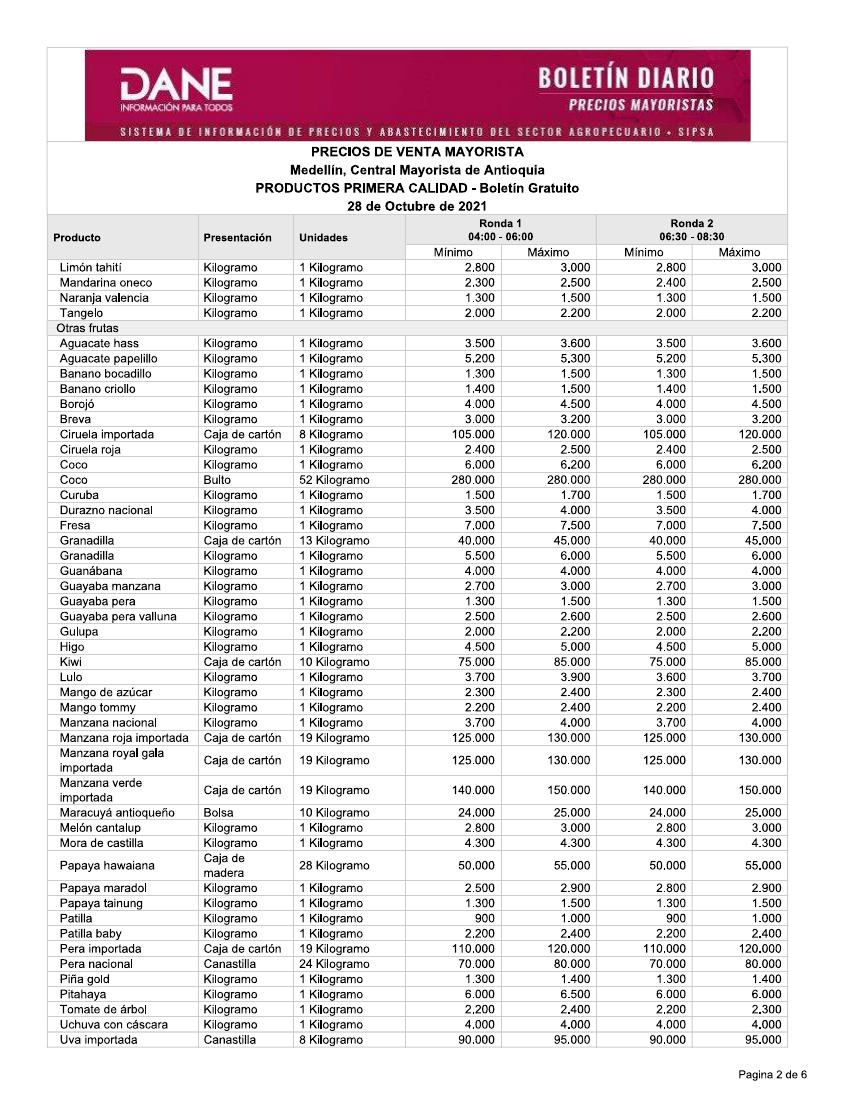 DANE
INFORMACIÓN PARA TODOS
BOLETÍN DIARIO
PRECIOS MAYORISTAS
SISTEMA DE INFORMACIÓN DE PRECIOS Y ABASTECIMIENTO DEL SECTOR AGROPECUARIO • SIPSA
PRECIOS DE VENTA MAYORISTA
Medellín, Central Mayorista de Antioquia
PRODUCTOS PRIMERA CALIDAD - Boletín Gratuito
28 de Octubre de 2021
Producto Presentación Unidades Ronda 1 04:00 - 06:00 Ronda 2 06:30 - 08:30
Mínimo Máximo Mínimo Máximo
Limón tahití Kilogramo 1 Kilogramo 2.800 3.000 2.800 3.000
Mandarina oneco Kilogramo 1 Kilogramo 2.300 2.500 2.400 2.500
Naranja valencia Kilogramo 1 Kilogramo 1.300 1.500 1.300 1.500
Tangelo Kilogramo 1 Kilogramo 2.000 2.200 2.000 2.200
Otras frutas
Aguacate hass Kilogramo 1 Kilogramo 3.500 3.600 3.500 3.600
Aguacate papelillo Kilogramo 1 Kilogramo 5.200 5.300 5.200 5.300
Banano bocadillo Kilogramo 1 Kilogramo 1.300 1.500 1.300 1.500
Banano criollo Kilogramo 1 Kilogramo 1.400 1.500 1.400 1.500
Borojó Kilogramo 1 Kilogramo 4.000 4.500 4.000 4.500
Breva Kilogramo 1 Kilogramo 3.000 3.200 3.000 3.200
Ciruela importada Caja de cartón 8 Kilogramo 105.000 120.000 105.000 120.000
Ciruela roja Kilogramo 1 Kilogramo 2.400 2.500 2.400 2.500
Coco Kilogramo 1 Kilogramo 6.000 6.200 6.000 6.200
Coco Bulto 52 Kilogramo 280.000 280.000 280.000 280.000
Curuba Kilogramo 1 Kilogramo 1.500 1.700 1.500 1.700
Durazno nacional Kilogramo 1 Kilogramo 3.500 4.000 3.500 4.000
Fresa Kilogramo 1 Kilogramo 7.000 7.500 7.000 7.500
Granadilla Caja de cartón 13 Kilogramo 40.000 45.000 40.000 45.000
Granadilla Kilogramo 1 Kilogramo 5.500 6.000 5.500 6.000
Guanábana Kilogramo 1 Kilogramo 4.000 4.000 4.000 4.000
Guayaba manzana Kilogramo 1 Kilogramo 2.700 3.000 2.700 3.000
Guayaba pera Kilogramo 1 Kilogramo 1.300 1.500 1.300 1.500
Guayaba pera valluna Kilogramo 1 Kilogramo 2.500 2.600 2.500 2.600
Gulupa Kilogramo 1 Kilogramo 2.000 2.200 2.000 2.200
Higo Kilogramo 1 Kilogramo 4.500 5.000 4.500 5.000
Kiwi Caja de cartón 10 Kilogramo 75.000 85.000 75.000 85.000
Lulo Kilogramo 1 Kilogramo 3.700 3.900 3.600 3.700
Mango de azúcar Kilogramo 1 Kilogramo 2.300 2.400 2.300 2.400
Mango tommy Kilogramo 1 Kilogramo 2.200 2.400 2.200 2.400
Manzana nacional Kilogramo 1 Kilogramo 3.700 4.000 3.700 4.000
Manzana roja importada Caja de cartón 19 Kilogramo 125.000 130.000 125.000 130.000
Manzana royal gala
importada Caja de cartón 19 Kilogramo 125.000 130.000 125.000 130.000
Manzana verde
importada Caja de cartón 19 Kilogramo 140.000 150.000 140.000 150.000
Maracuyá antioqueño Bolsa 10 Kilogramo 24.000 25.000 24.000 25.000
Melón cantalup Kilogramo 1 Kilogramo 2.800 3.000 2.800 3.000
Mora de castilla Kilogramo 1 Kilogramo 4.300 4.300 4.300 4.300
Papaya hawaiana Caja de
madera 28 Kilogramo 50.000 55.000 50.000 55.000
Papaya maradol Kilogramo 1 Kilogramo 2.500 2.900 2.800 2.900
Papaya tainung Kilogramo 1 Kilogramo 1.300 1.500 1.300 1.500
Patilla Kilogramo 1 Kilogramo 900 1.000 900 1.000
Patilla baby Kilogramo 1 Kilogramo 2.200 2.400 2.200 2.400
Pera importada Caja de cartón 19 Kilogramo 110.000 120.000 110.000 120.000
Pera nacional Canastilla 24 Kilogramo 70.000 80.000 70.000 80.000
Piña gold Kilogramo 1 Kilogramo 1.300 1.400 1.300 1.400
Pitahaya Kilogramo 1 Kilogramo 6.000 6.500 6.000 6.000
Tomate de árbol Kilogramo 1 Kilogramo 2.200 2.400 2.200 2.300
Uchuva con cáscara Kilogramo 1 Kilogramo 4.000 4.000 4.000 4.000
Uva importada Canastilla 8 Kilogramo 90.000 95.000 90.000 95.000
Pagina 2 de 6